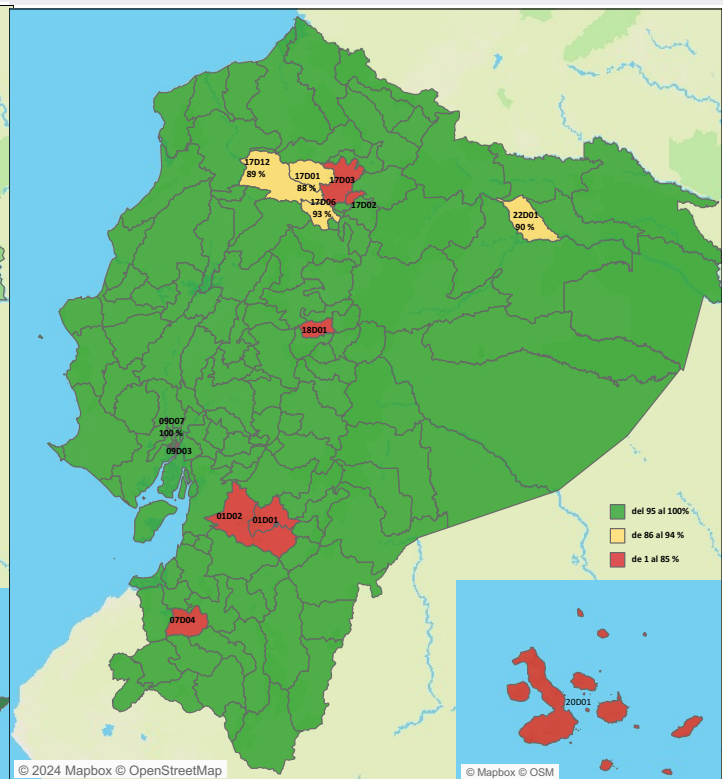 17D12
89 %
17D01
88 %
17D03
17D06
93 %
17D02
22D01
90 %
18D01
09D07
100 %
09D03
01D02
01D01
07D04
del 95 al 100%
de 86 al 94 %
de 1 al 85 %
20D01
© 2024 Mapbox © OpenStreetMap
© Mapbox © OSM